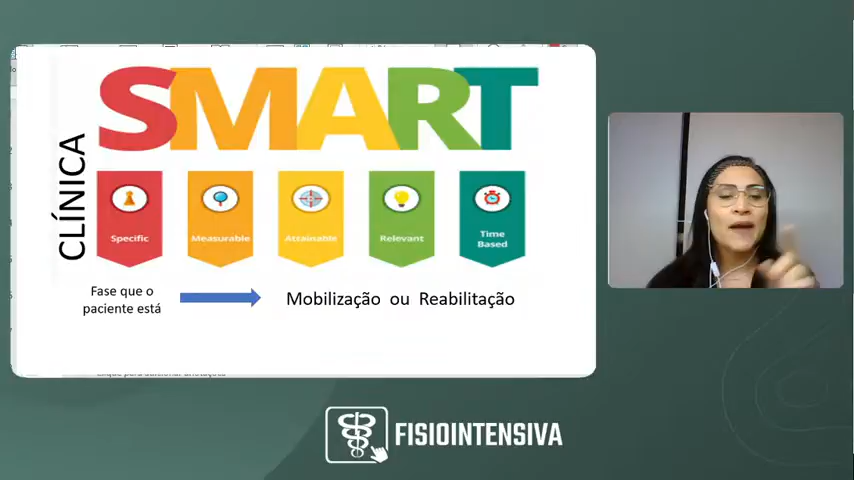 CLÍNICA
SMART
Specific
Measurable
Attainable
Relevant
Time
Based
Fase que o
paciente está
Mobilização ou Reabilitação
FISIOINTENSIVA